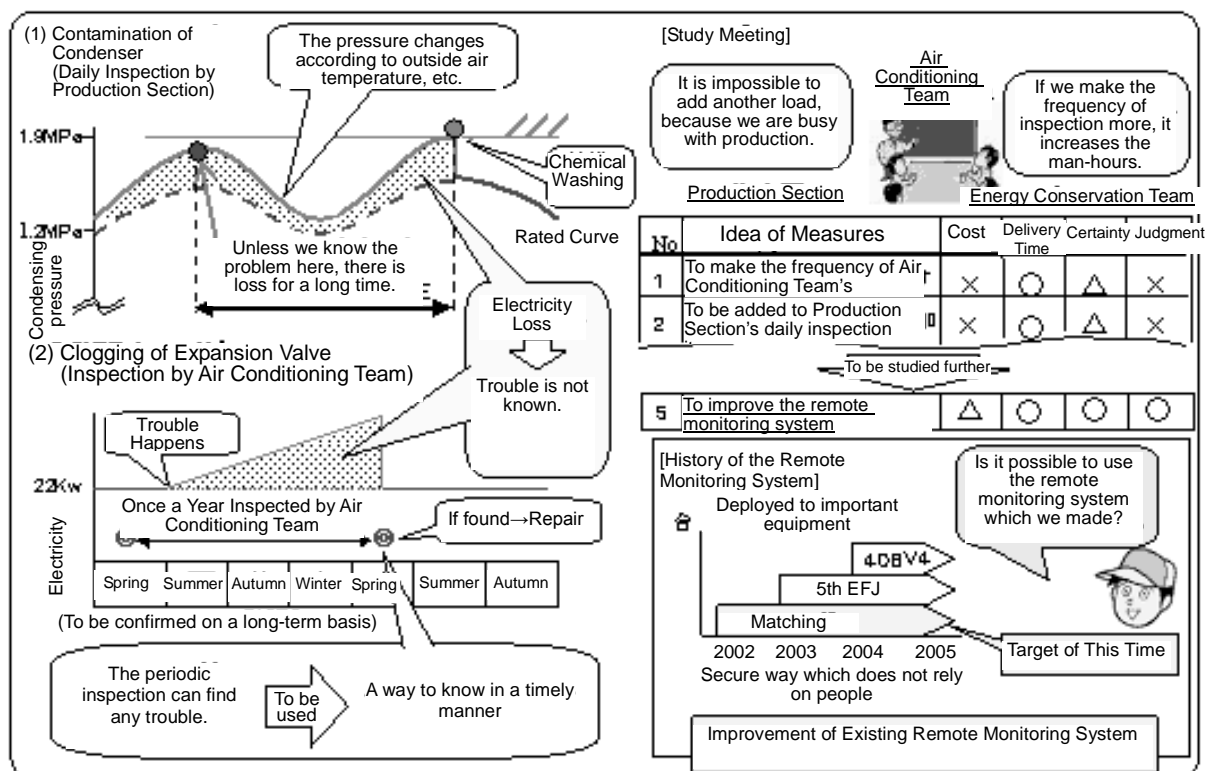 (1) Contamination of
Condenser
(Daily Inspection by
Production Section)
The pressure changes
according to outside air
temperature, etc.
1.9MPa
1.2MPa
Condensing
pressure
Chemical
Washing
Rated Curve
Unless we know the
problem here, there is
loss for a long time.
Electricity
Loss
Trouble is not
known.
(2) Clogging of Expansion Valve
(Inspection by Air Conditioning Team)
Trouble
Happens
22Kw
Electricity
Once a Year Inspected by Air
Conditioning Team
If found→Repair
Spring Summer Autumn Winter Spring Summer Autumn
(To be confirmed on a long-term basis)
The periodic
inspection can find
any trouble.
To be
used
A way to know in a timely
manner
[Study Meeting]
It is impossible to
add another load,
because we are busy
with production.
Production Section
Air
Conditioning
Team
If we make the
frequency of
inspection more, it
increases the
man-hours.
Energy Conservation Team
No Idea of Measures Cost Delivery Time Certainty Judgment
1 To make the frequency of Air
Conditioning Team's
× ○ △ ×
2 To be added to Production
Section's daily inspection
× ○ △ ×
To be studied further
5 To improve the remote
monitoring system
△ ○ ○ ○
[History of the Remote
Monitoring System]
Deployed to important
equipment
4DBV4
5th EFJ
Matching
2002 2003 2004 2005
Secure way which does not rely
on people
Is it possible to use
the remote
monitoring system
which we made?
Target of This Time
Improvement of Existing Remote Monitoring System